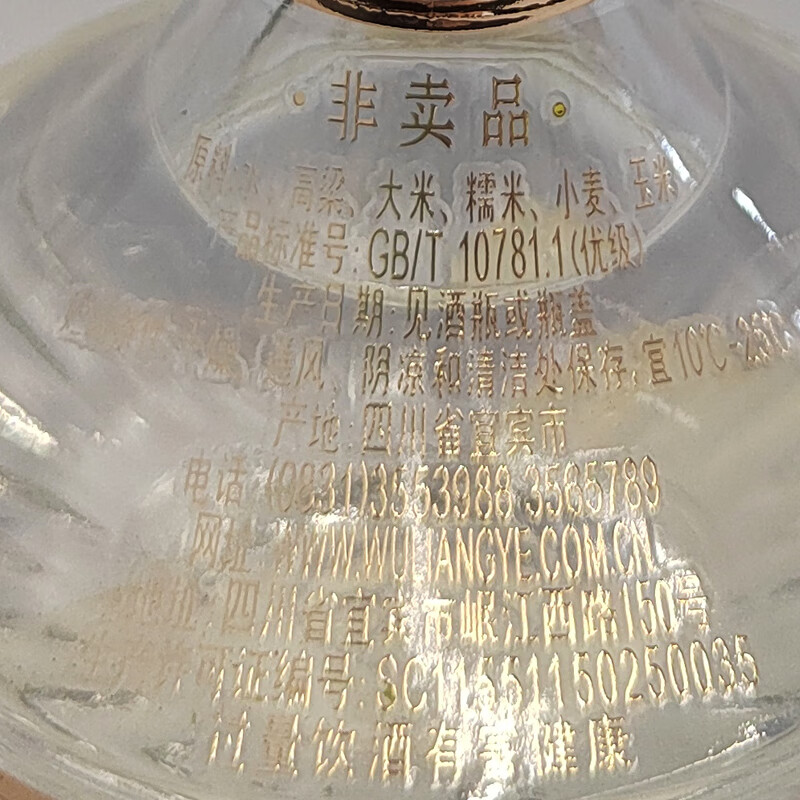 非卖品
原料:水、高粱、大米、糯米、小麦、玉米
产品标准号:GB/T 10781.1(优级)
生产日期:见酒瓶或瓶盖
通风、阴凉和清洁处保存,宜10℃-25℃
产地:四川省宜宾市
电话:(0831)3553988 3565789
网址:WWW.WULIANGYE.COM.CN
地址:四川省宜宾市岷江西路150号
生产许可证编号:SC11551150250035
过量饮酒有害健康